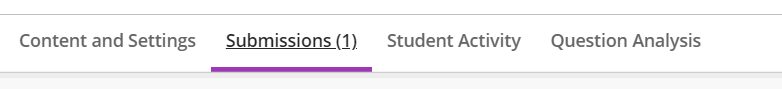 Content and Settings Submissions (1) Student Activity Question Analysis